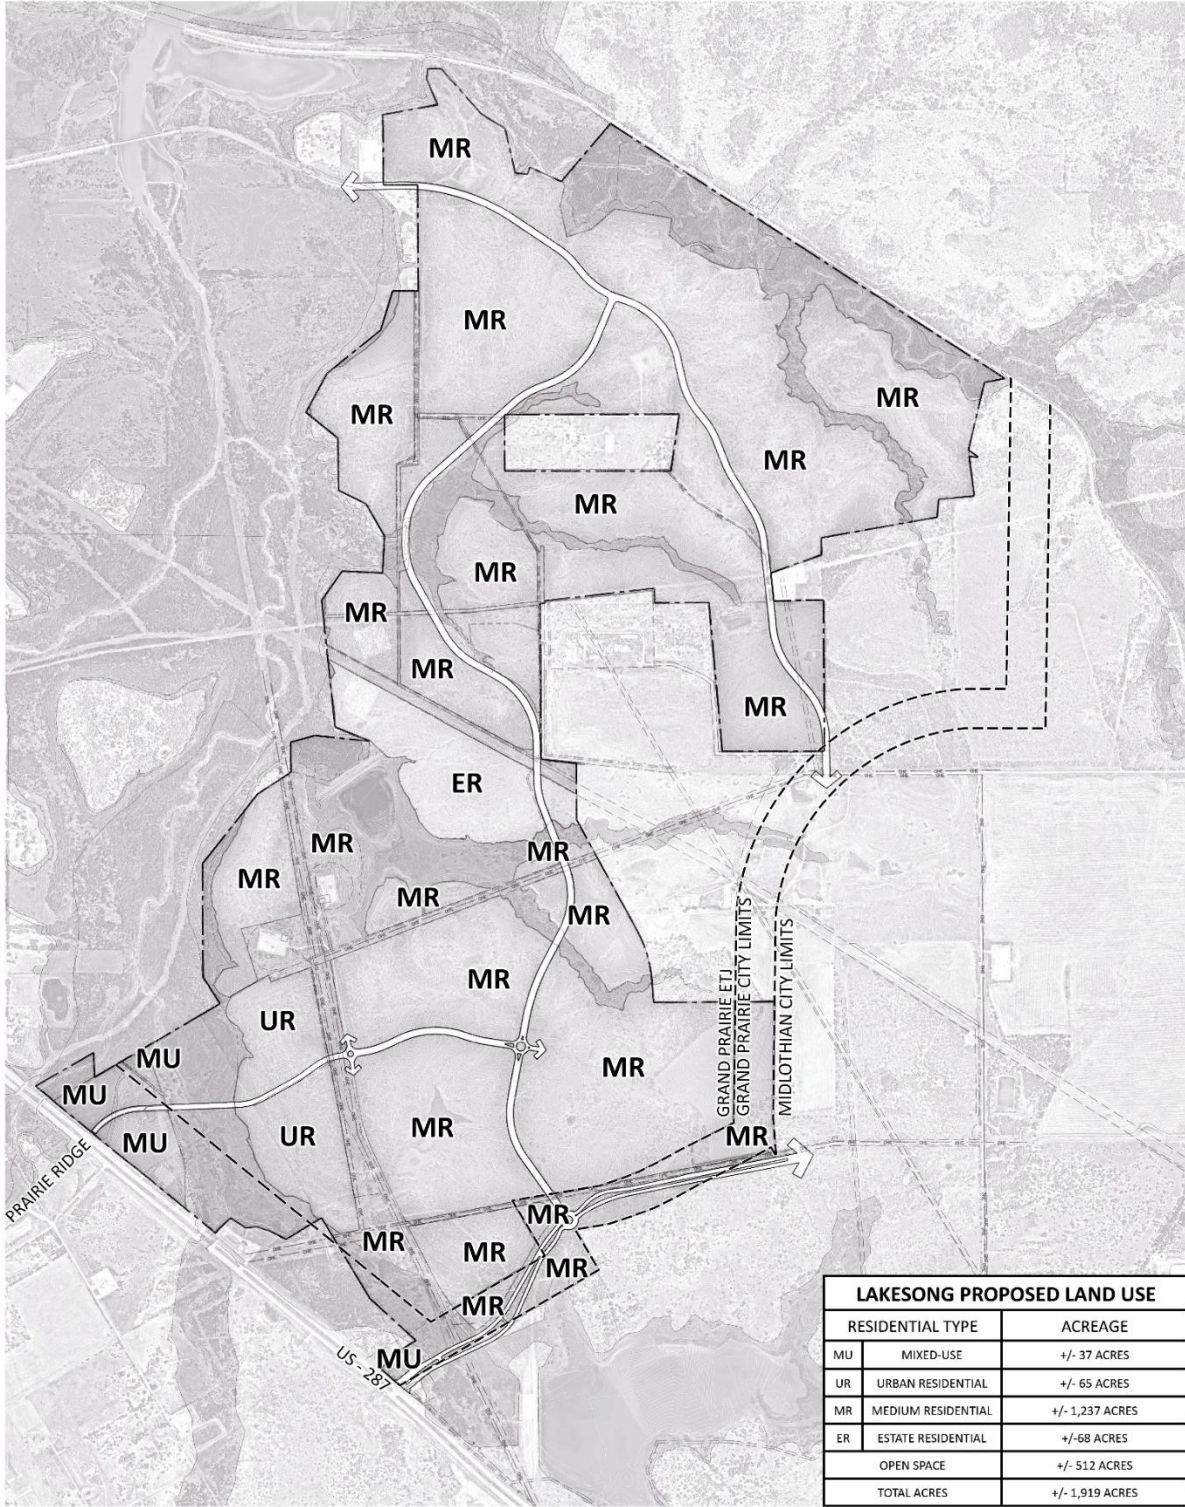 MR
MR
MR
MR
MR
MR
MR
MR
MR
MR
ER
MR
MR
MR
MR
MR
MR
MR
UR
MR
UR
MR
MR
MU
MU
MU
GRAND PRAIRIE ETJ
GRAND PRAIRIE CITY LIMITS
MIDLOTHIAN CITY LIMITS
PRAIRIE RIDGE
MR
MR
MR
MR
MR
MU
US - 287
LAKESONG PROPOSED LAND USE
RESIDENTIAL TYPE ACREAGE
MU MIXED-USE +/- 37 ACRES
UR URBAN RESIDENTIAL +/- 65 ACRES
MR MEDIUM RESIDENTIAL +/- 1,237 ACRES
ER ESTATE RESIDENTIAL +/-68 ACRES
OPEN SPACE +/- 512 ACRES
TOTAL ACRES +/- 1,919 ACRES